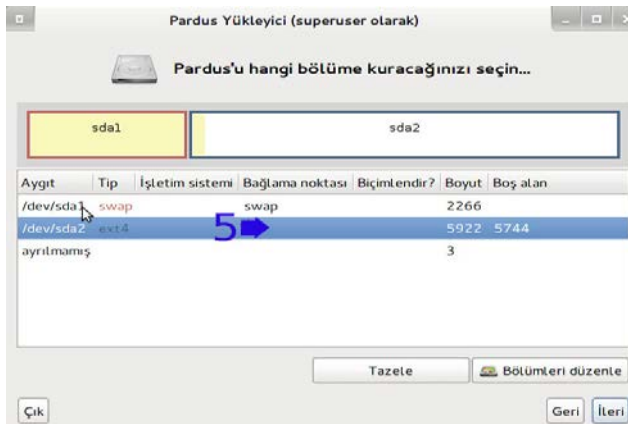 Pardus Yükleyici (superuser olarak)
Pardus'u hangi bölüme kuracağınızı seçin...
sda1 sda2
Aygıt Tip İşletim sistemi Bağlama noktası Biçimlendir? Boyut Boş alan
/dev/sda1 swap swap 2266
/dev/sda2 ext4 5922 5744
5
ayrılmamış 3
Tazele Bölümleri düzenle
Çık Geri İleri